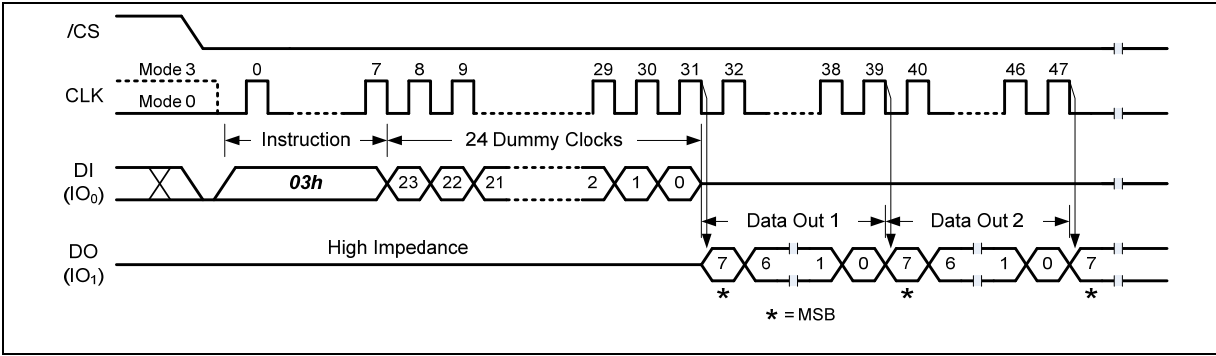 /CS
Mode 3 0 7 8 9 29 30 31 32 38 39 40 46 47
CLK
Mode 0
Instruction 24 Dummy Clocks
DI
(IO0)
03h 23 22 21 2 1 0
Data Out 1 Data Out 2
DO
(IO1)
High Impedance
7 6 1 0 7 6 1 0 7
* * *
* = MSB